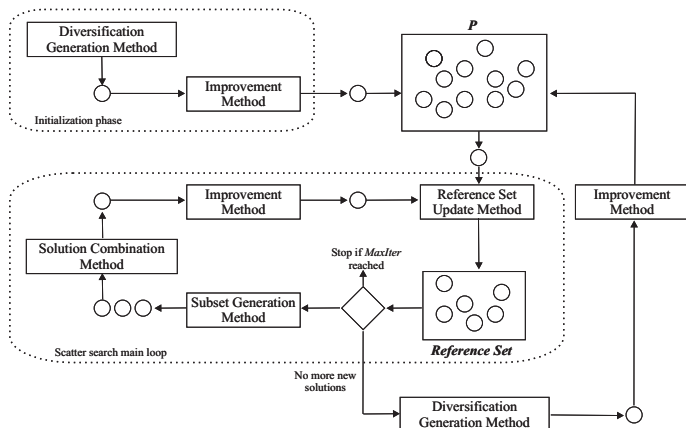 Diversification
Generation Method
P
Improvement
Method
Initialization phase
Improvement
Method
Reference Set
Update Method
Improvement
Method
Solution Combination
Method
Stop if MaxIter
reached
Subset Generation
Method
Reference Set
Scatter search main loop
No more new
solutions
Diversification
Generation Method